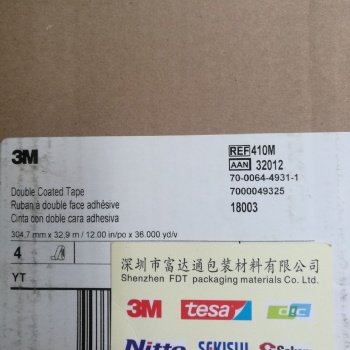 3M
REF 410M
AAN 32012
70-0064-4931-1
7000049325
18003
Double Coated Tape
Ruban à double face adhésive
Cinta con doble cara adhesiva
304,7 mm x 32,9 m / 12.00 in/po x 36.000 yd/v
4
YT
深圳市富达通包装材料有限公司
Shenzhen FDT packaging materials Co. Ltd.
3M
tesa
dic
Nitto
SEKISUI